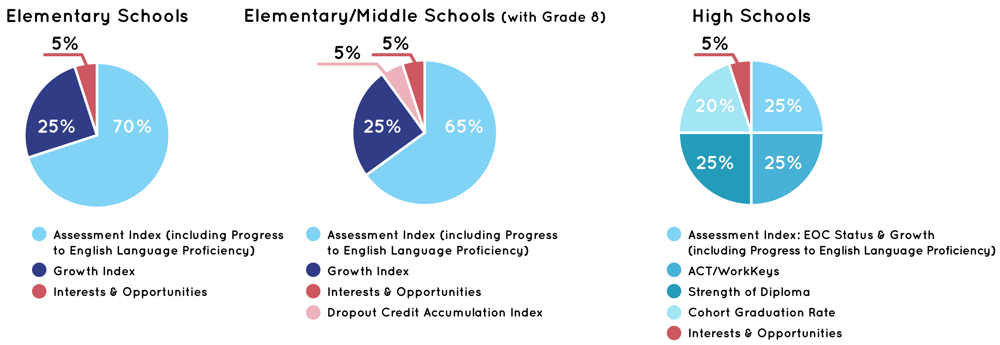 Elementary Schools
5%
25%
70%
Assessment Index (including Progress
to English Language Proficiency)
Growth Index
Interests & Opportunities
Elementary/Middle Schools (with Grade 8)
5%
5%
25%
65%
Assessment Index (including Progress
to English Language Proficiency)
Growth Index
Interests & Opportunities
Dropout Credit Accumulation Index
High Schools
5%
20%
25%
25%
25%
Assessment Index: EOC Status & Growth
(including Progress to English Language Proficiency)
ACT/WorkKeys
Strength of Diploma
Cohort Graduation Rate
Interests & Opportunities